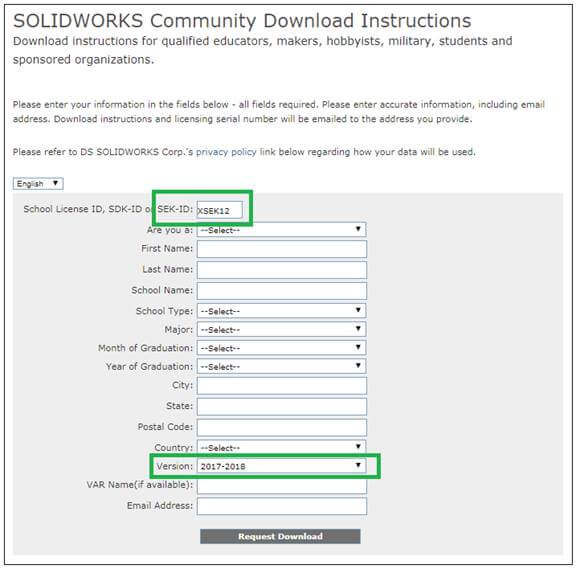 SOLIDWORKS Community Download Instructions
Download instructions for qualified educators, makers, hobbyists, military, students and
sponsored organizations.
Please enter your information in the fields below - all fields required. Please enter accurate information, including email
address. Download instructions and licensing serial number will be emailed to the address you provide.
Please refer to DS SOLIDWORKS Corp.'s privacy policy link below regarding how your data will be used.
English
School License ID, SDK-ID or SEK-ID: XSEK12
Are you a: --Select--
First Name:
Last Name:
School Name:
School Type: --Select--
Major: --Select--
Month of Graduation: --Select--
Year of Graduation: --Select--
City:
State:
Postal Code:
Country: --Select--
Version: 2017-2018
VAR Name(if available):
Email Address:
Request Download